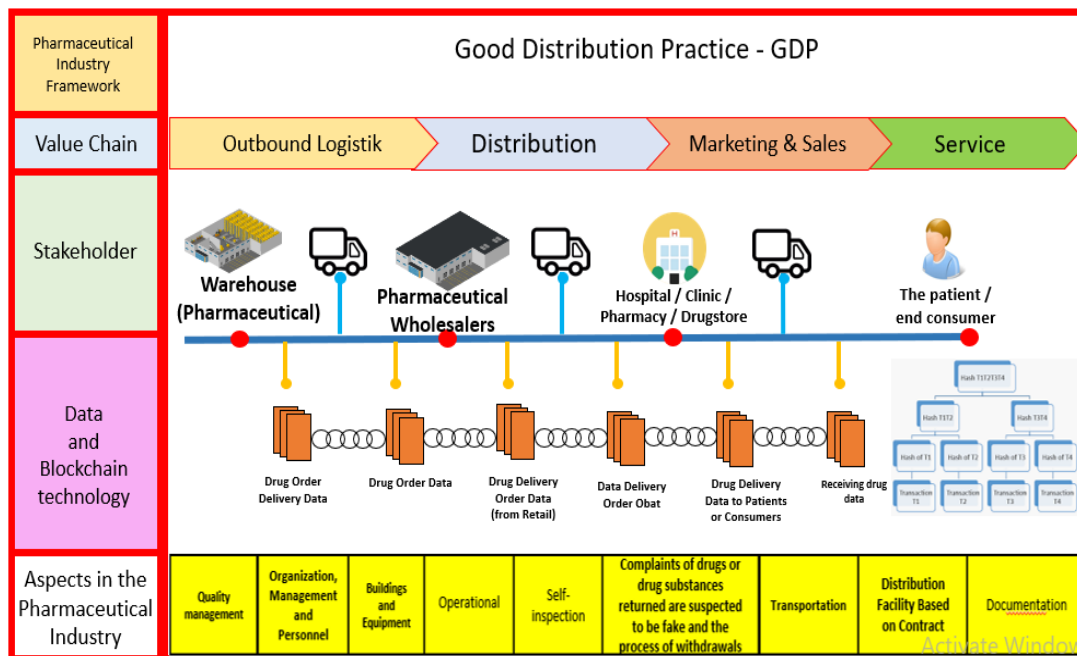 Pharmaceutical
Industry
Framework
Good Distribution Practice - GDP
Value Chain
Outbound Logistik
Distribution
Marketing & Sales
Service
Stakeholder
Warehouse
(Pharmaceutical)
Pharmaceutical
Wholesalers
H
Hospital / Clinic /
Pharmacy / Drugstore
The patient /
end consumer
Data
and
Blockchain
technology
Drug Order
Delivery Data
Drug Order Data
Drug Delivery
Order Data
(from Retail)
Data Delivery
Order Obat
Drug Delivery
Data to Patients
or Consumers
Receiving drug
data
Hash T1T2T3T4
Hash T1T2
Hash T3T4
Hash of T1
Hash of T2
Hash of T3
Hash of T4
Transaction
T1
Transaction
T2
Transaction
T3
Transaction
T4
Aspects in the
Pharmaceutical
Industry
Quality
management
Organization,
Management
and
Personnel
Buildings
and
Equipment
Operational
Self-
inspection
Complaints of drugs or
drug substances
returned are suspected
to be fake and the
process of withdrawals
Transportation
Distribution
Facility Based
on Contract
Documentation
Activate Window